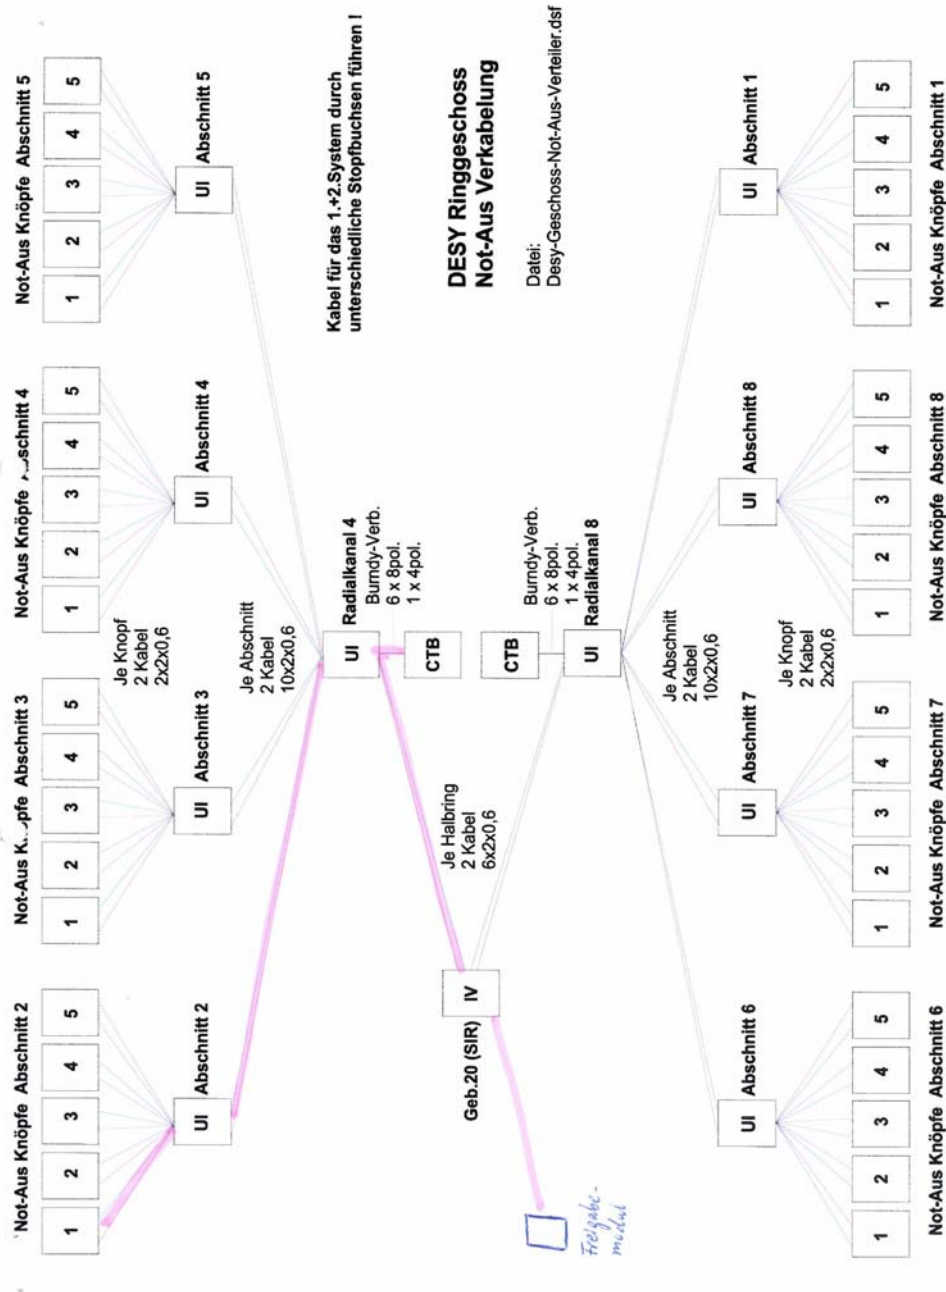 Not-Aus Knöpfe Abschnitt 2
1 2 3 4 5
UI Abschnitt 2
Not-Aus Knöpfe Abschnitt 3
1 2 3 4 5
UI Abschnitt 3
Not-Aus Knöpfe Abschnitt 4
1 2 3 4 5
UI Abschnitt 4
Not-Aus Knöpfe Abschnitt 5
1 2 3 4 5
UI Abschnitt 5
Je Knopf
2 Kabel
2x2x0,6
Je Abschnitt
2 Kabel
10x2x0,6
Kabel für das 1.+2.System durch
unterschiedliche Stopfbuchsen führen !
UI
Radialkanal 4
Burndy-Verb.
6 x 8pol.
1 x 4pol.
CTB
Je Halbring
2 Kabel
6x2x0,6
Geb.20 (SIR)
IV
Freigabe-
modul
DESY Ringgeschoss
Not-Aus Verkabelung
Datei:
Desy-Geschoss-Not-Aus-Verteiler.dsf
CTB
Burndy-Verb.
6 x 8pol.
1 x 4pol.
Radialkanal 8
UI
Je Abschnitt
2 Kabel
10x2x0,6
Je Knopf
2 Kabel
2x2x0,6
UI Abschnitt 6
1 2 3 4 5
Not-Aus Knöpfe Abschnitt 6
UI Abschnitt 7
1 2 3 4 5
Not-Aus Knöpfe Abschnitt 7
UI Abschnitt 8
1 2 3 4 5
Not-Aus Knöpfe Abschnitt 8
UI Abschnitt 1
1 2 3 4 5
Not-Aus Knöpfe Abschnitt 1